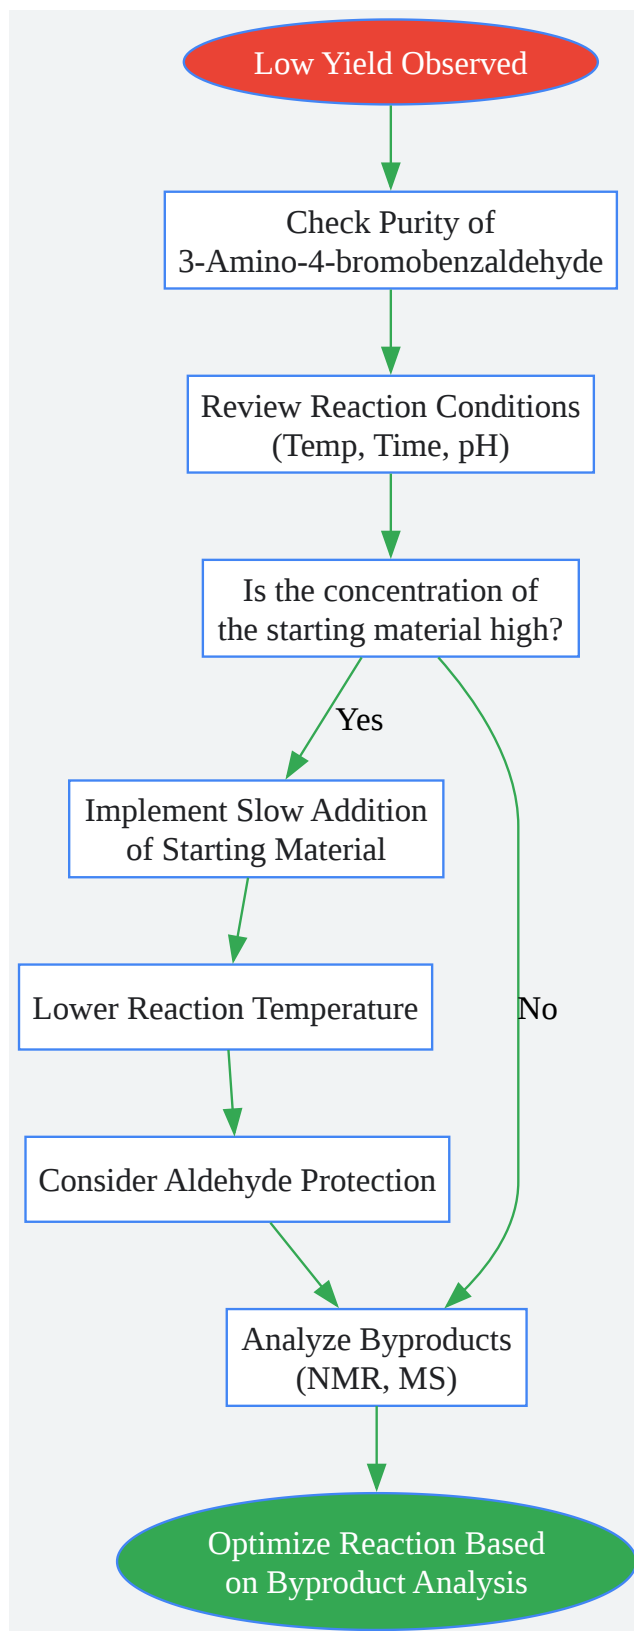 Low Yield Observed
Check Purity of
3-Amino-4-bromobenzaldehyde
Review Reaction Conditions
(Temp, Time, pH)
Is the concentration of
the starting material high?
Yes
Implement Slow Addition
of Starting Material
Lower Reaction Temperature
No
Consider Aldehyde Protection
Analyze Byproducts
(NMR, MS)
Optimize Reaction Based
on Byproduct Analysis